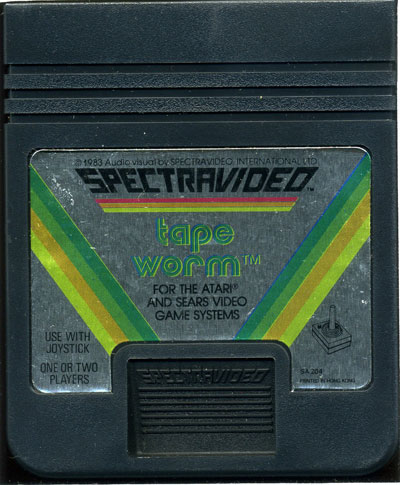 © 1983 Audio visual by SPECTRAVIDEO INTERNATIONAL LTD.
SPECTRAVIDEO™
tape
worm™
FOR THE ATARI®
AND SEARS VIDEO
GAME SYSTEMS
USE WITH
JOYSTICK
ONE OR TWO
PLAYERS
SA 204
PRINTED IN HONG KONG
SPECTRAVIDEO